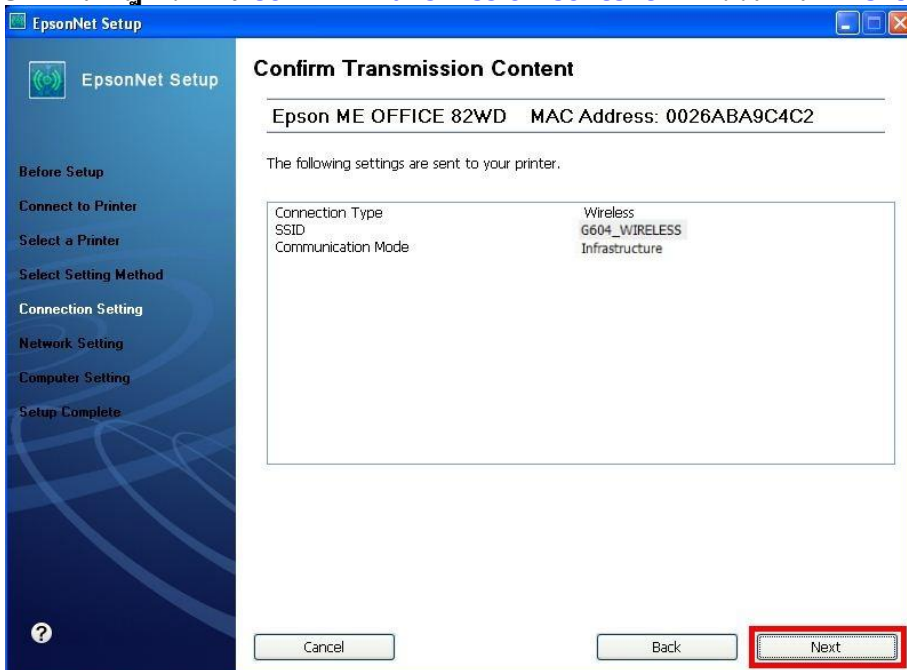 EpsonNet Setup
EpsonNet Setup
Confirm Transmission Content
Epson ME OFFICE 82WD MAC Address: 0026ABA9C4C2
The following settings are sent to your printer.
Before Setup
Connect to Printer
Select a Printer
Select Setting Method
Connection Setting
Network Setting
Computer Setting
Setup Complete
Connection Type Wireless
SSID G604_WIRELESS
Communication Mode Infrastructure
?
Cancel Back Next